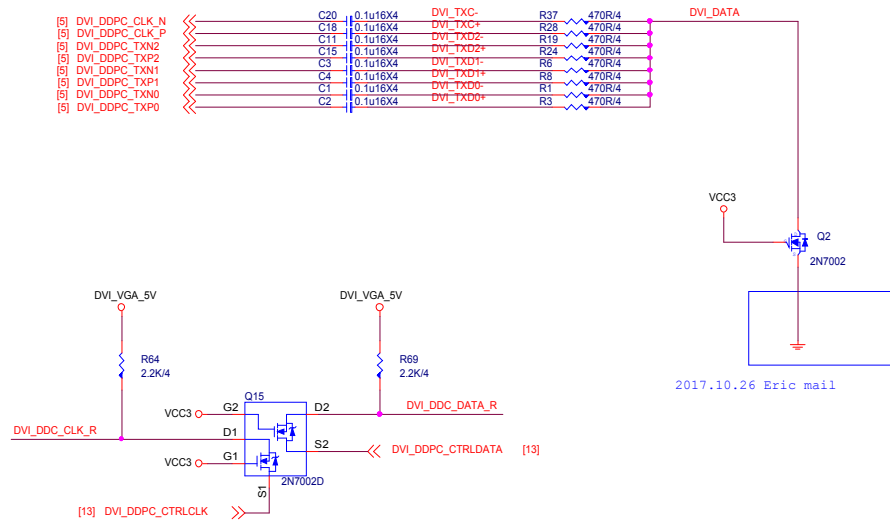 [5] DVI_DDPC_CLK_N C20 0.1u16X4 DVI_TXC- R37 470R/4 DVI_DATA
[5] DVI_DDPC_CLK_P C18 0.1u16X4 DVI_TXC+ R28 470R/4
[5] DVI_DDPC_TXN2 C11 0.1u16X4 DVI_TXD2- R19 470R/4
[5] DVI_DDPC_TXP2 C15 0.1u16X4 DVI_TXD2+ R24 470R/4
[5] DVI_DDPC_TXN1 C3 0.1u16X4 DVI_TXD1- R6 470R/4
[5] DVI_DDPC_TXP1 C4 0.1u16X4 DVI_TXD1+ R8 470R/4
[5] DVI_DDPC_TXN0 C1 0.1u16X4 DVI_TXD0- R1 470R/4
[5] DVI_DDPC_TXP0 C2 0.1u16X4 DVI_TXD0+ R3 470R/4
VCC3
Q2
2N7002
2017.10.26 Eric mail
DVI_VGA_5V DVI_VGA_5V
R64 R69
2.2K/4 2.2K/4
Q15
VCC3 G2 D2 DVI_DDC_DATA_R
DVI_DDC_CLK_R D1
S2 DVI_DDPC_CTRLDATA [13]
VCC3 G1
2N7002D
S1
[13] DVI_DDPC_CTRLCLK